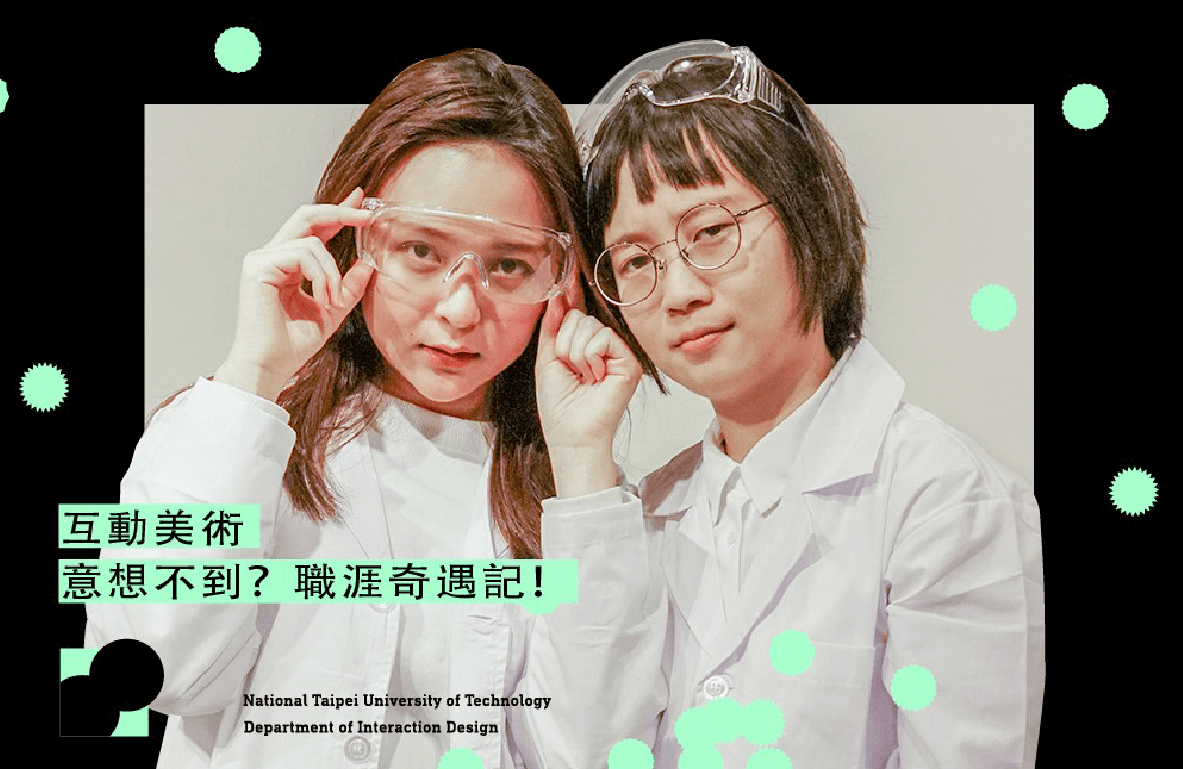 互動美術
意想不到？職涯奇遇記！
National Taipei University of Technology
Department of Interaction Design